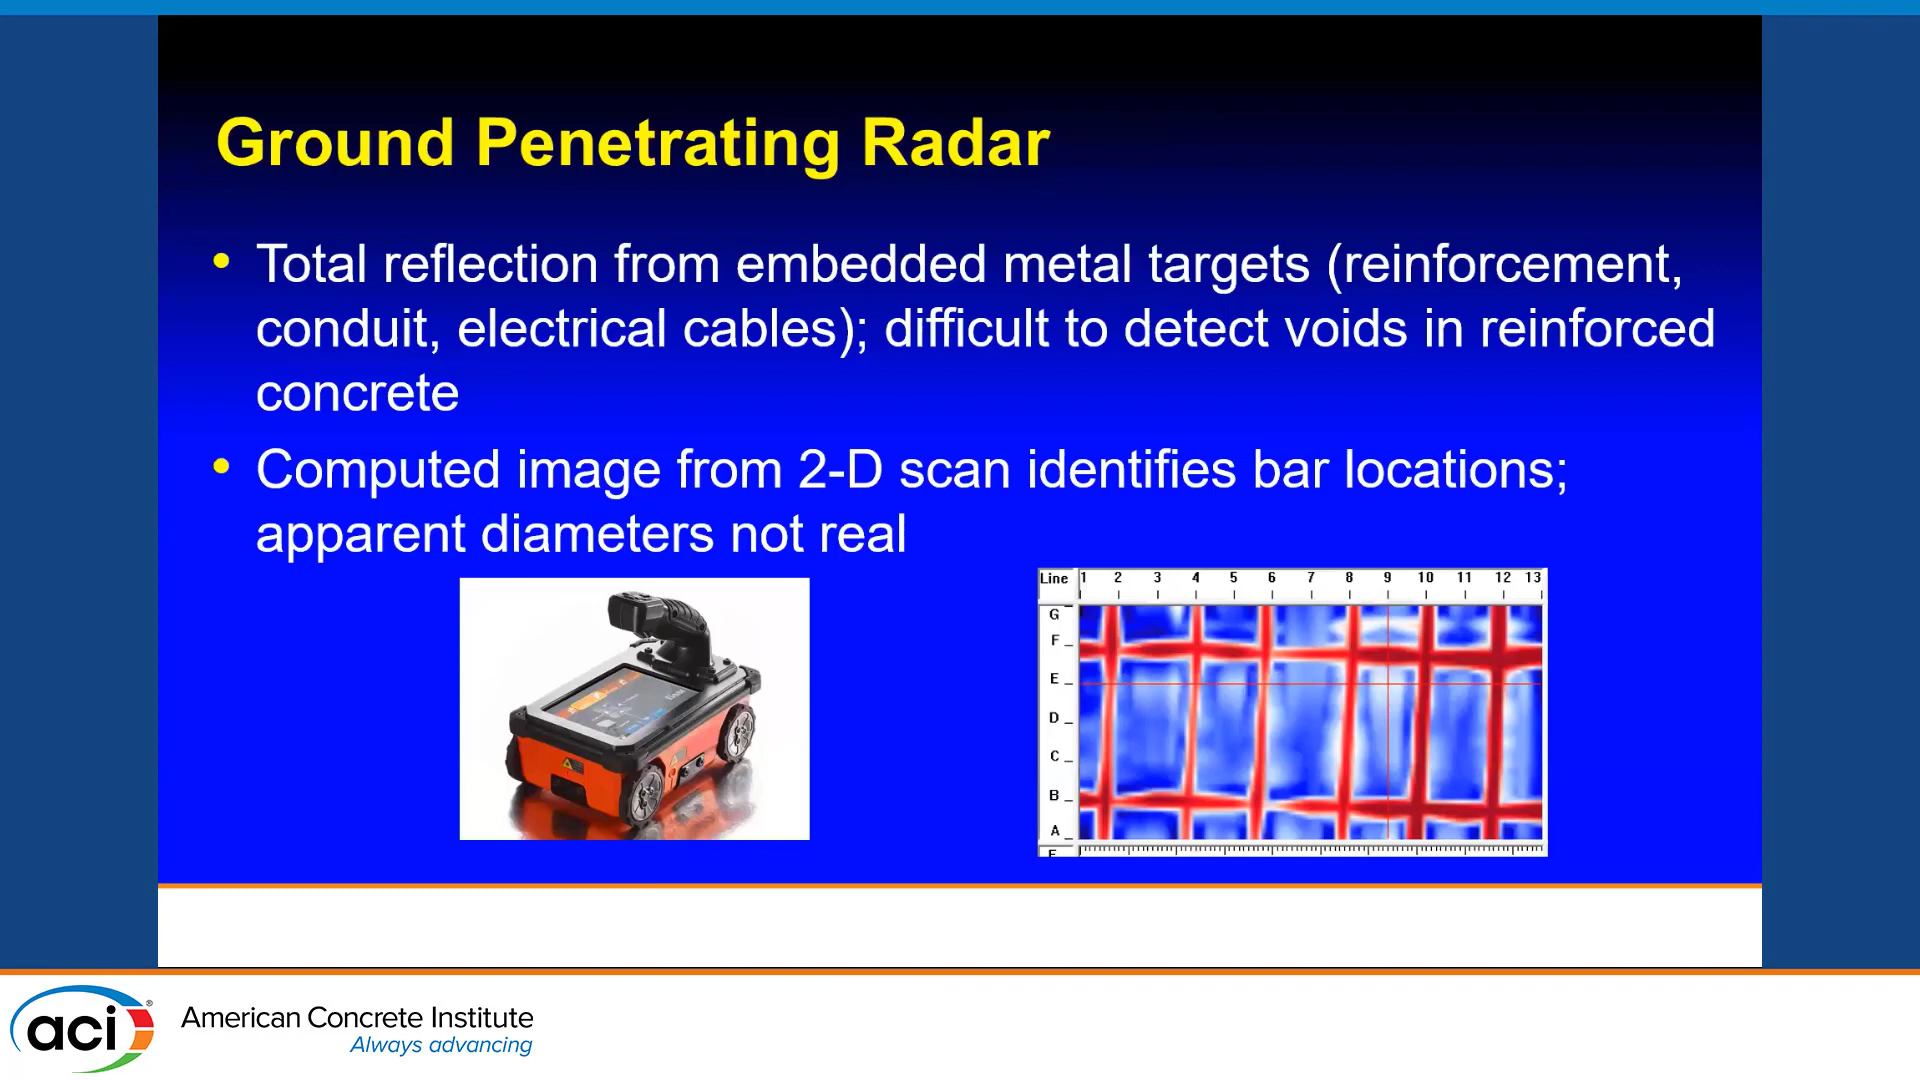 Ground Penetrating Radar
• Total reflection from embedded metal targets (reinforcement,
conduit, electrical cables); difficult to detect voids in reinforced
concrete
• Computed image from 2-D scan identifies bar locations;
apparent diameters not real
Line 1 2 3 4 5 6 7 8 9 10 11 12 13
G
F
E
D
C
B
A
aci®
American Concrete Institute
Always advancing